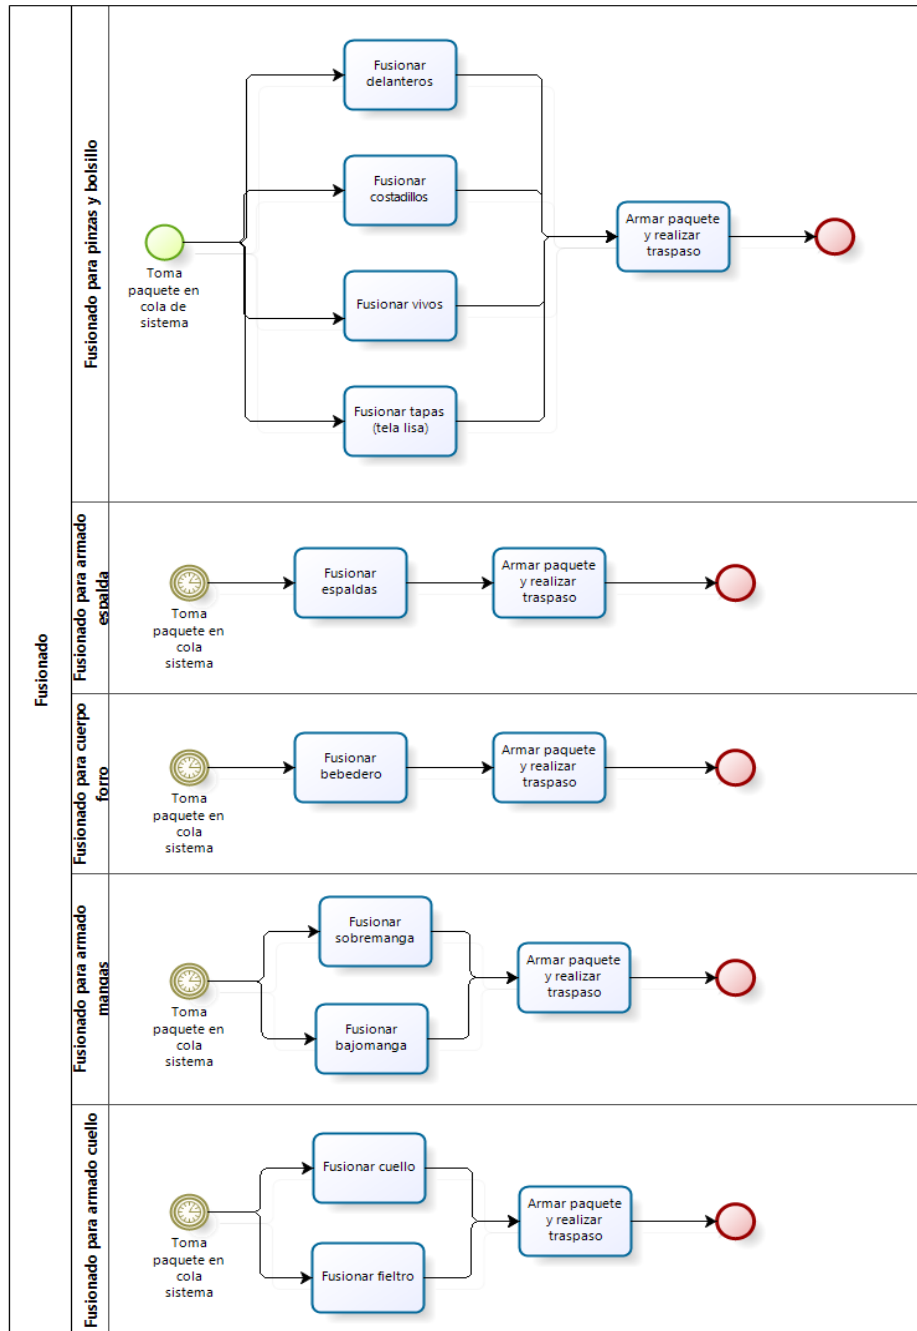 Fusionado
Fusionado para pinzas y bolsillo
Toma
paquete en
cola de
sistema
Fusionar
delanteros
Fusionar
costadillos
Fusionar vivos
Fusionar tapas
(tela lisa)
Armar paquete
y realizar
traspaso
Fusionado para armado
espalda
Toma
paquete en
cola
sistema
Fusionar
espaldas
Armar paquete
y realizar
traspaso
Fusionado para cuerpo
forro
Toma
paquete en
cola
sistema
Fusionar
bebedero
Armar paquete
y realizar
traspaso
Fusionado para armado
mangas
Toma
paquete en
cola
sistema
Fusionar
sobremanga
Fusionar
bajomanga
Armar paquete
y realizar
traspaso
Fusionado para armado cuello
Toma
paquete en
cola
sistema
Fusionar cuello
Fusionar fieltro
Armar paquete
y realizar
traspaso